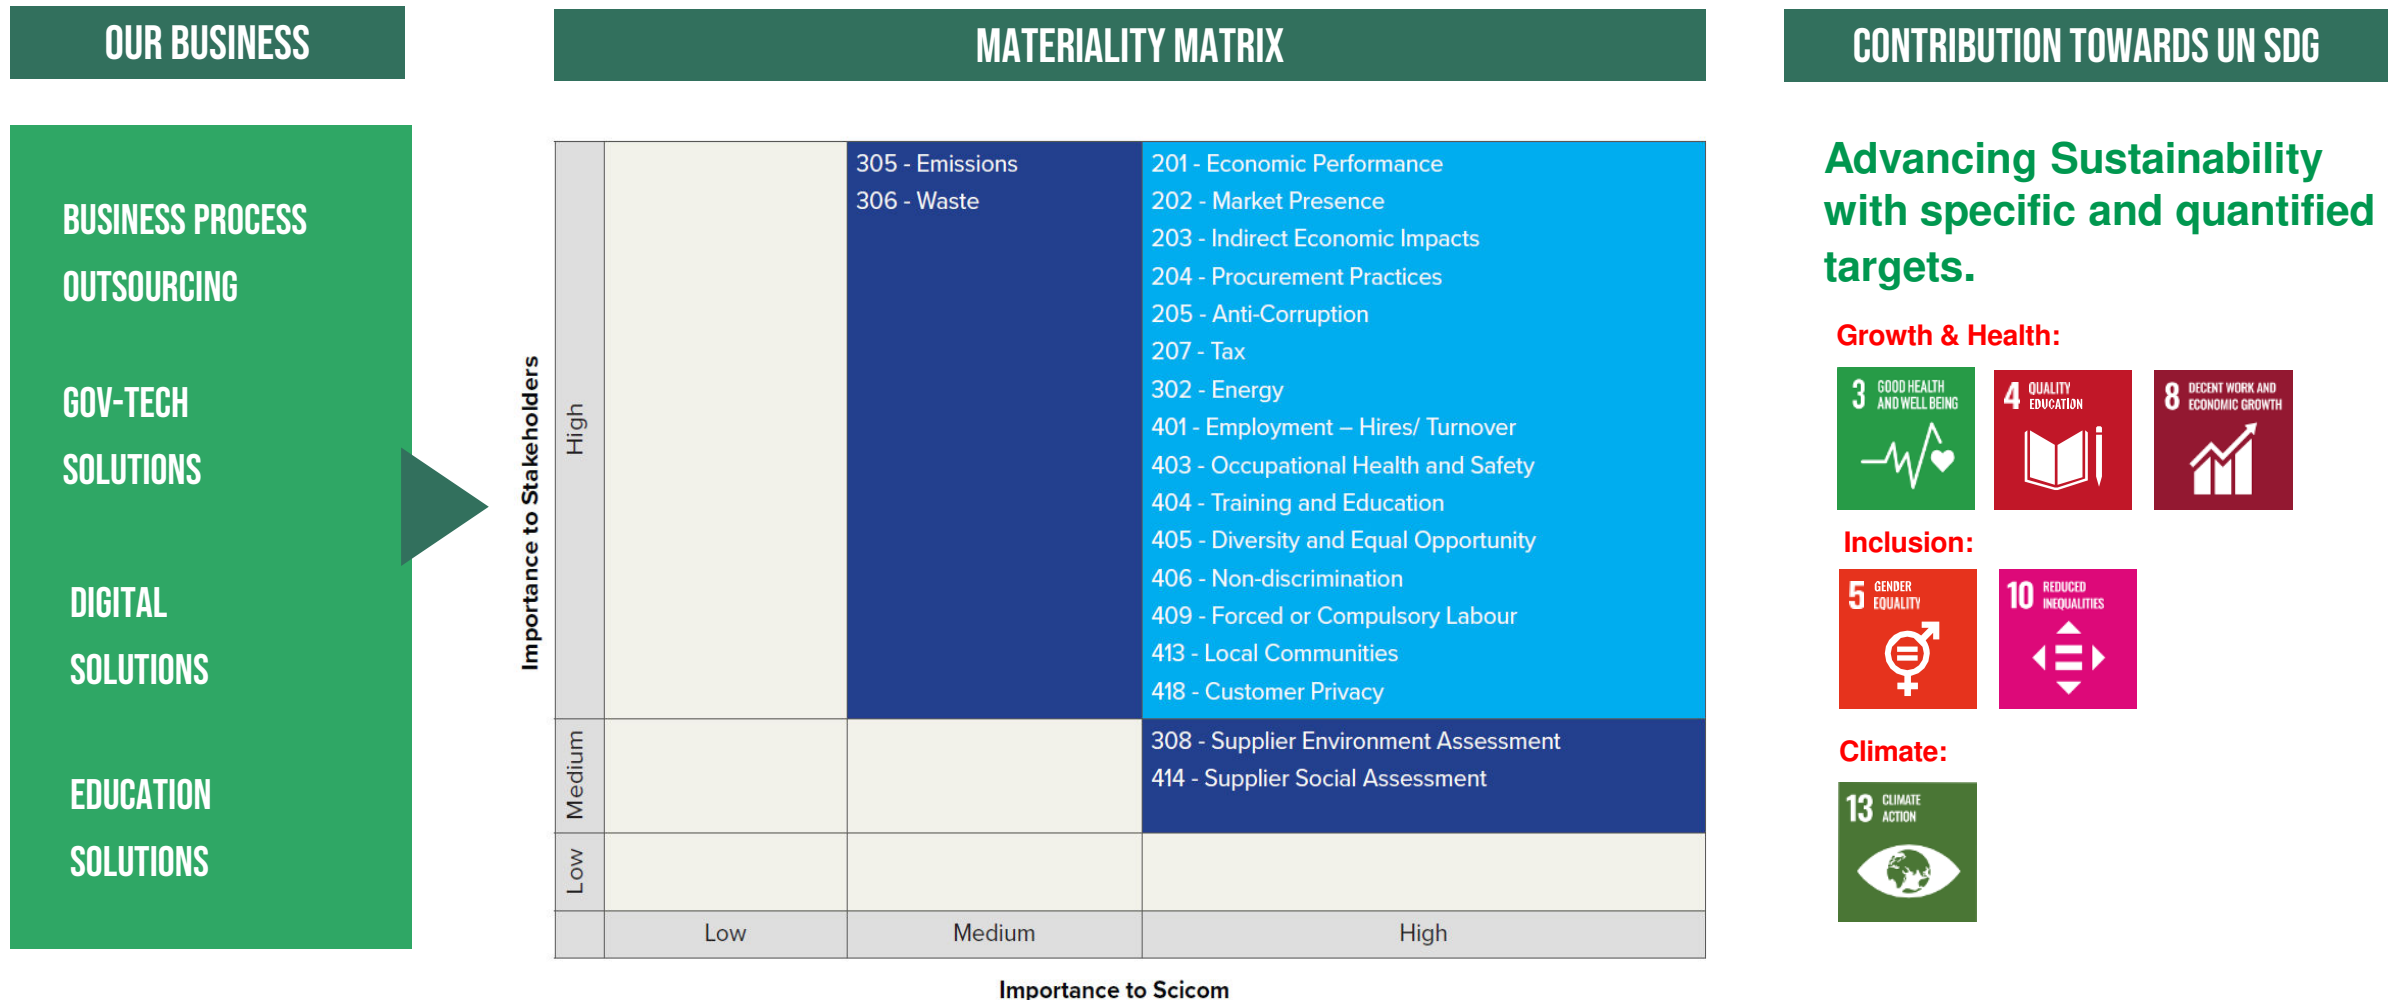 OUR BUSINESS
BUSINESS PROCESS
OUTSOURCING
GOV-TECH
SOLUTIONS
DIGITAL
SOLUTIONS
EDUCATION
SOLUTIONS
MATERIALITY MATRIX
Importance to Stakeholders
High
305 - Emissions
306 - Waste
201 - Economic Performance
202 - Market Presence
203 - Indirect Economic Impacts
204 - Procurement Practices
205 - Anti-Corruption
207 - Tax
302 - Energy
401 - Employment – Hires/ Turnover
403 - Occupational Health and Safety
404 - Training and Education
405 - Diversity and Equal Opportunity
406 - Non-discrimination
409 - Forced or Compulsory Labour
413 - Local Communities
418 - Customer Privacy
Medium
308 - Supplier Environment Assessment
414 - Supplier Social Assessment
Low
Low
Medium
High
Importance to Scicom
CONTRIBUTION TOWARDS UN SDG
Advancing Sustainability
with specific and quantified
targets.
Growth & Health:
3 GOOD HEALTH
AND WELL BEING
4 QUALITY
EDUCATION
8 DECENT WORK AND
ECONOMIC GROWTH
Inclusion:
5 GENDER
EQUALITY
10 REDUCED
INEQUALITIES
Climate:
13 CLIMATE
ACTION